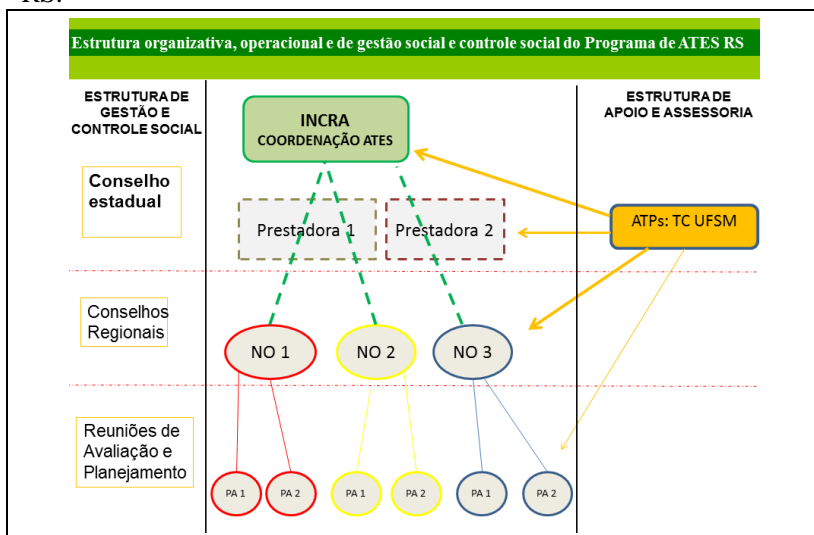 RS.
Estrutura organizativa, operacional e de gestão social e controle social do Programa de ATES RS
ESTRUTURA DE
GESTÃO E
CONTROLE SOCIAL
INCRA
COORDENAÇÃO ATES
ESTRUTURA DE
APOIO E ASSESSORIA
Conselho
estadual
Prestadora 1
Prestadora 2
ATPs: TC UFSM
Conselhos
Regionais
NO 1
NO 2
NO 3
Reuniões de
Avaliação e
Planejamento
PA 1
PA 2
PA 1
PA 2
PA 1
PA 2